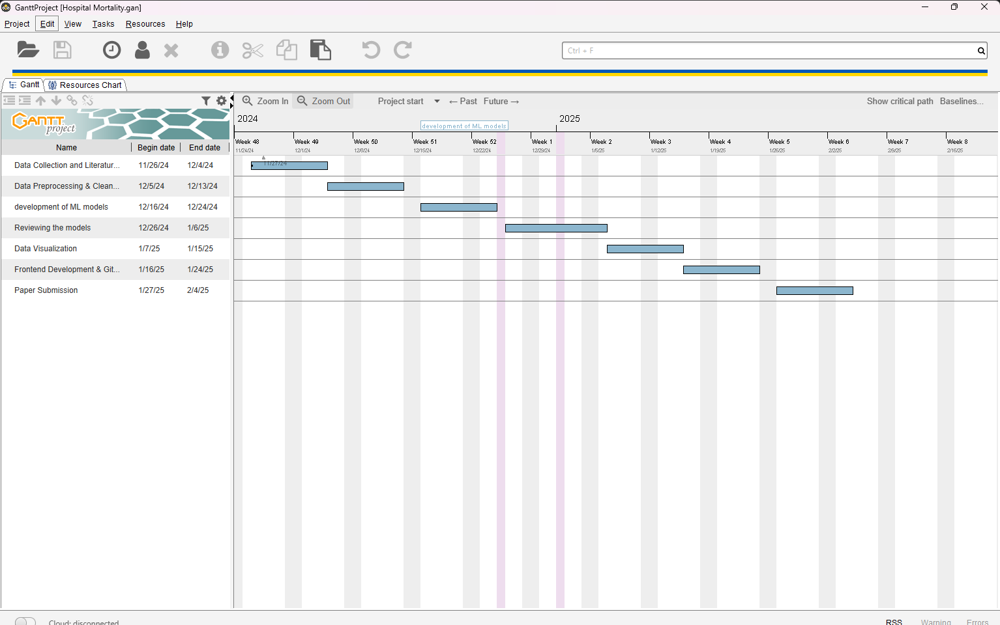 GanttProject [Hospital Mortality.gan]
Project Edit View Tasks Resources Help
Ctrl + F
Gantt Resources Chart
Zoom In Zoom Out Project start ← Past Future → Show critical path Baselines...
GANTT project
2024 2025
development of ML models
Name Begin date End date
Week 48 Week 49 Week 50 Week 51 Week 52 Week 1 Week 2 Week 3 Week 4 Week 5 Week 6 Week 7 Week 8
11/24/24 12/1/24 12/8/24 12/15/24 12/22/24 12/29/24 1/5/25 1/12/25 1/19/25 1/26/25 2/2/25 2/9/25 2/16/25
11/27/24
Data Collection and Literatur... 11/26/24 12/4/24
Data Preprocessing & Clean... 12/5/24 12/13/24
development of ML models 12/16/24 12/24/24
Reviewing the models 12/26/24 1/6/25
Data Visualization 1/7/25 1/15/25
Frontend Development & Git... 1/16/25 1/24/25
Paper Submission 1/27/25 2/4/25
Cloud: disconnected RSS Warning Errors